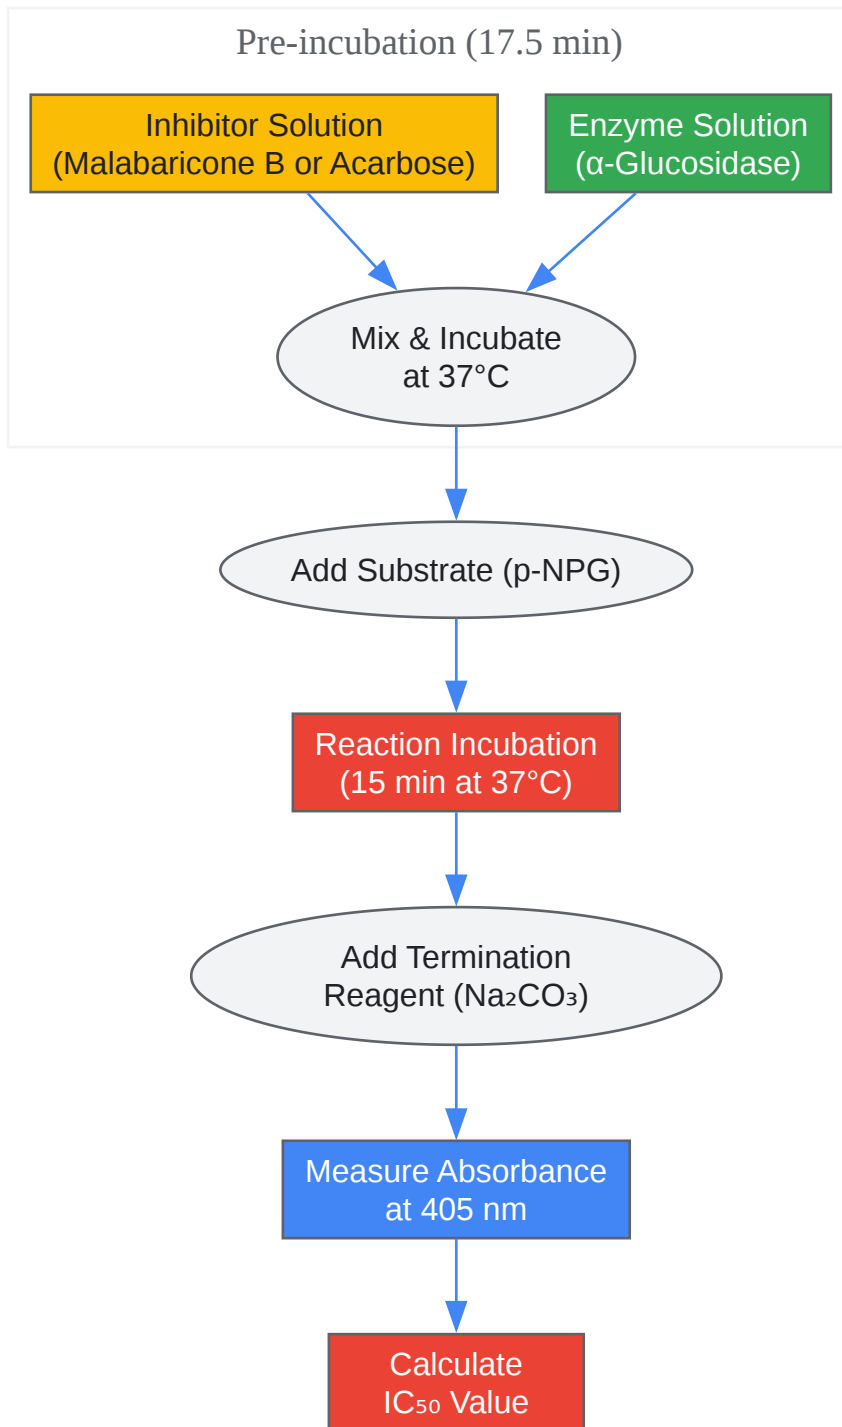 Pre-incubation (17.5 min)
Inhibitor Solution
(Malabaricone B or Acarbose)
Enzyme Solution
(α-Glucosidase)
Mix & Incubate
at 37°C
Add Substrate (p-NPG)
Reaction Incubation
(15 min at 37°C)
Add Termination
Reagent (Na₂CO₃)
Measure Absorbance
at 405 nm
Calculate
IC₅₀ Value